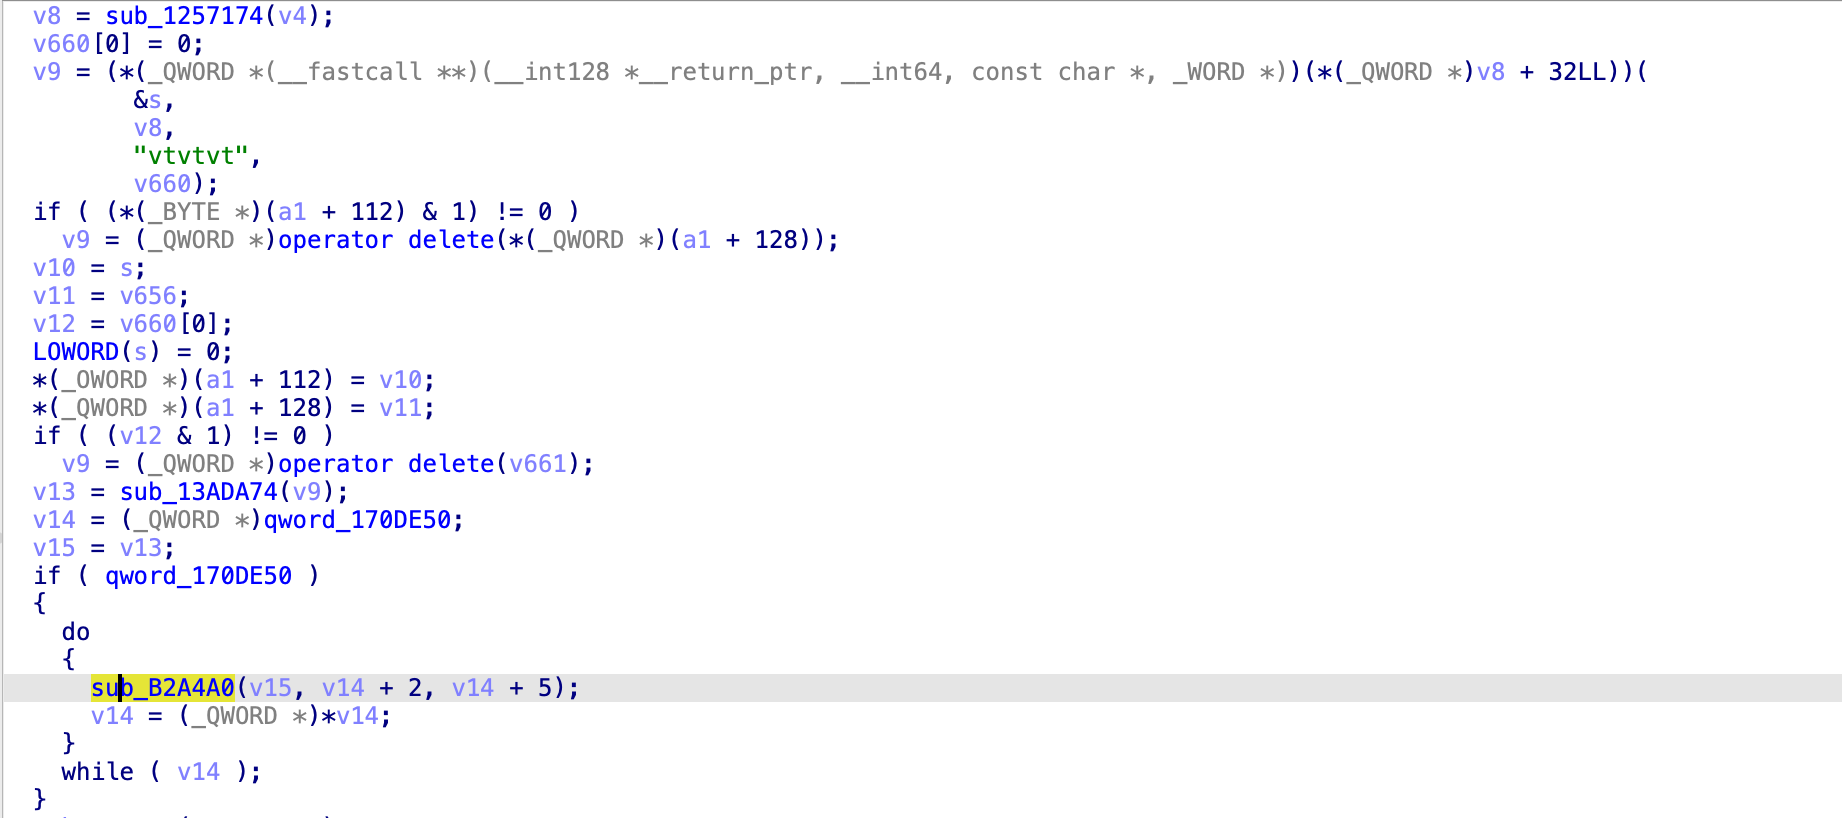 v8 = sub_1257174(v4);
v660[0] = 0;
v9 = (*(_QWORD *(__fastcall **)(__int128 *__return_ptr, __int64, const char *, _WORD *))(*(_QWORD *)v8 + 32LL))(
&s,
v8,
"vtvtvt",
v660);
if ( (*(_BYTE *)(a1 + 112) & 1) != 0 )
v9 = (_QWORD *)operator delete(*(_QWORD *)(a1 + 128));
v10 = s;
v11 = v656;
v12 = v660[0];
LOWORD(s) = 0;
*(_OWORD *)(a1 + 112) = v10;
*(_QWORD *)(a1 + 128) = v11;
if ( (v12 & 1) != 0 )
v9 = (_QWORD *)operator delete(v661);
v13 = sub_13ADA74(v9);
v14 = (_QWORD *)qword_170DE50;
v15 = v13;
if ( qword_170DE50 )
{
do
{
sub_B2A4A0(v15, v14 + 2, v14 + 5);
v14 = (_QWORD *)*v14;
}
while ( v14 );
}